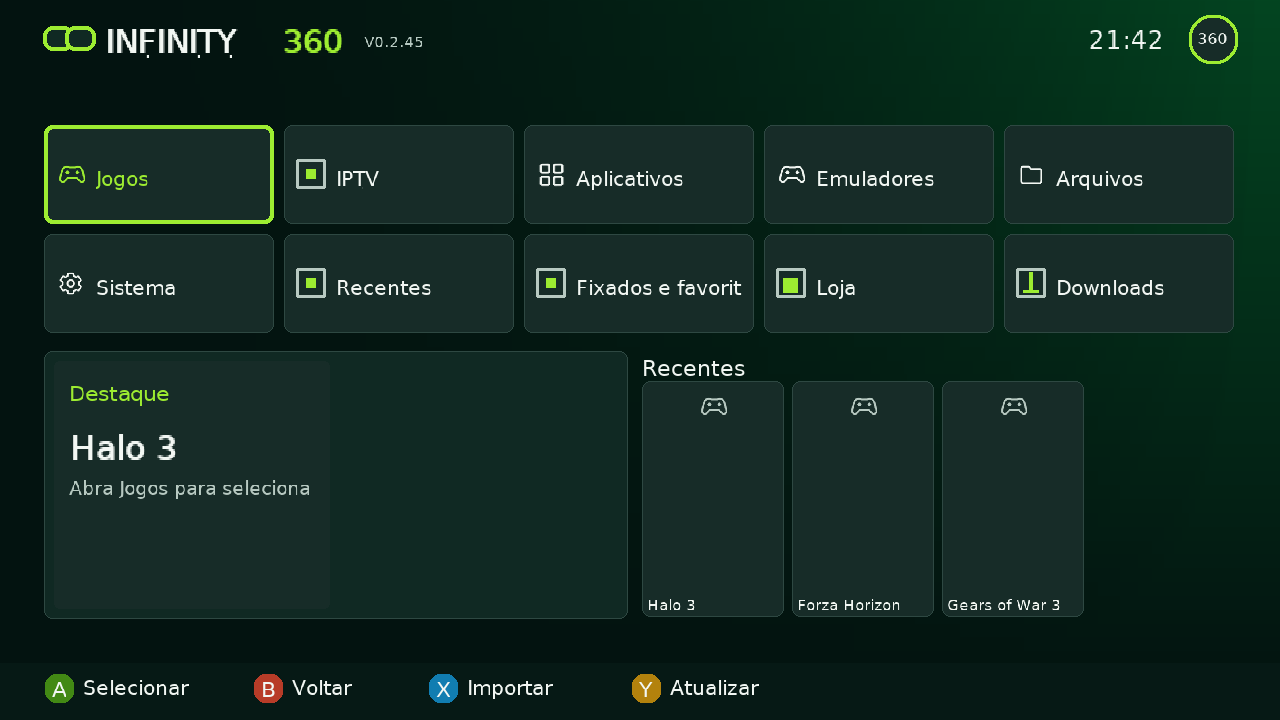 INFINITY 360 V0.2.45
21:42 360
Jogos
IPTV
Aplicativos
Emuladores
Arquivos
Sistema
Recentes
Fixados e favorit
Loja
Downloads
Destaque
Halo 3
Abra Jogos para seleciona
Recentes
Halo 3
Forza Horizon
Gears of War 3
A Selecionar
B Voltar
X Importar
Y Atualizar